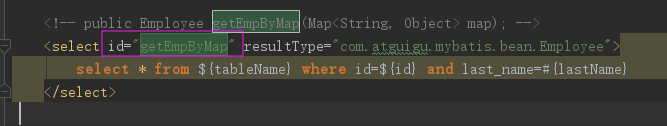 <!-- public Employee getEmpByMap(Map<String, Object> map); -->
<select id="getEmpByMap" resultType="com.atguigu.mybatis.bean.Employee">
select * from ${tableName} where id=${id} and last_name=#{lastName}
</select>